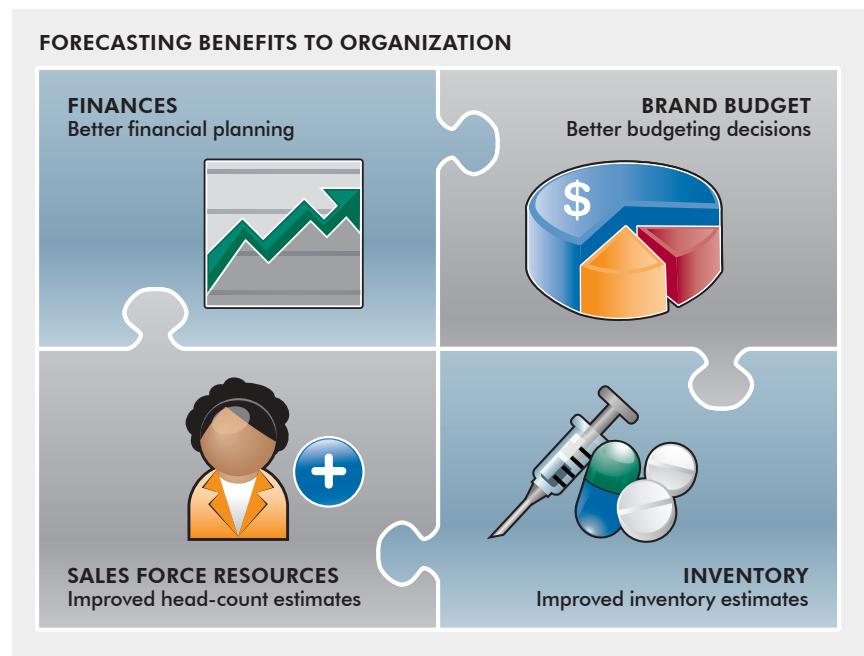 FORECASTING BENEFITS TO ORGANIZATION
FINANCES
Better financial planning
BRAND BUDGET
Better budgeting decisions
$
SALES FORCE RESOURCES
Improved head-count estimates
INVENTORY
Improved inventory estimates